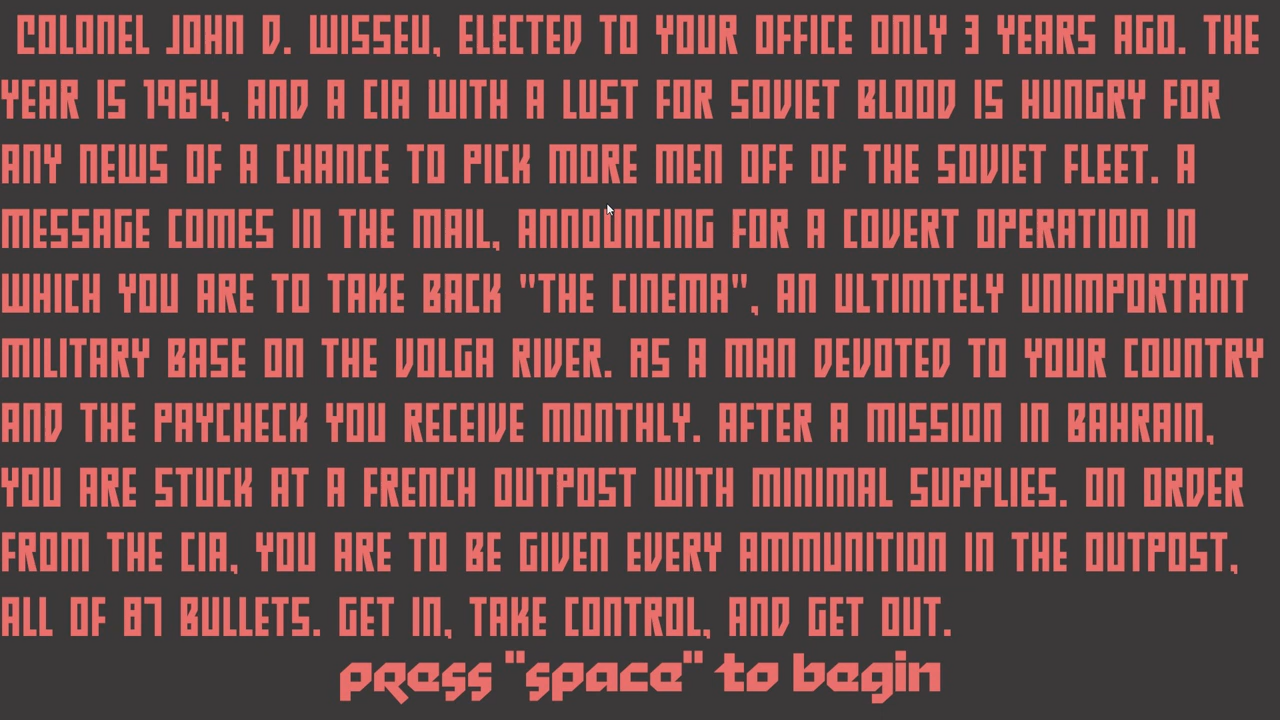 COLONEL JOHN D. WISSEU, ELECTED TO YOUR OFFICE ONLY 3 YEARS AGO. THE
YEAR IS 1964, AND A CIA WITH A LUST FOR SOVIET BLOOD IS HUNGRY FOR
ANY NEWS OF A CHANCE TO PICK MORE MEN OFF OF THE SOVIET FLEET. A
MESSAGE COMES IN THE MAIL, ANNOUNCING FOR A COVERT OPERATION IN
WHICH YOU ARE TO TAKE BACK "THE CINEMA", AN ULTIMTELY UNIMPORTANT
MILITARY BASE ON THE VOLGA RIVER. AS A MAN DEVOTED TO YOUR COUNTRY
AND THE PAYCHECK YOU RECEIVE MONTHLY. AFTER A MISSION IN BAHRAIN,
YOU ARE STUCK AT A FRENCH OUTPOST WITH MINIMAL SUPPLIES. ON ORDER
FROM THE CIA, YOU ARE TO BE GIVEN EVERY AMMUNITION IN THE OUTPOST,
ALL OF 87 BULLETS. GET IN, TAKE CONTROL, AND GET OUT.
press "space" to begin